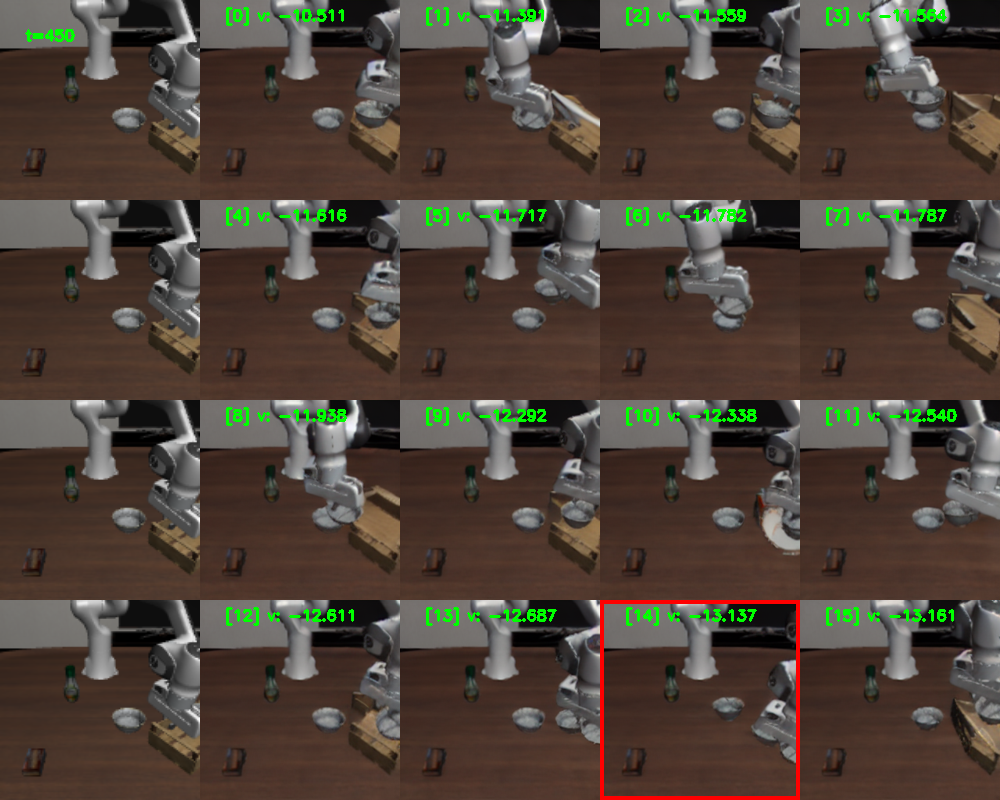 t=450
[0] v: -10.511
[1] v: -11.391
[2] v: -11.559
[3] v: -11.564
[4] v: -11.616
[5] v: -11.717
[6] v: -11.762
[7] v: -11.787
[8] v: -11.938
[9] v: -12.292
[10] v: -12.338
[11] v: -12.540
[12] v: -12.611
[13] v: -12.687
[14] v: -13.137
[15] v: -13.161